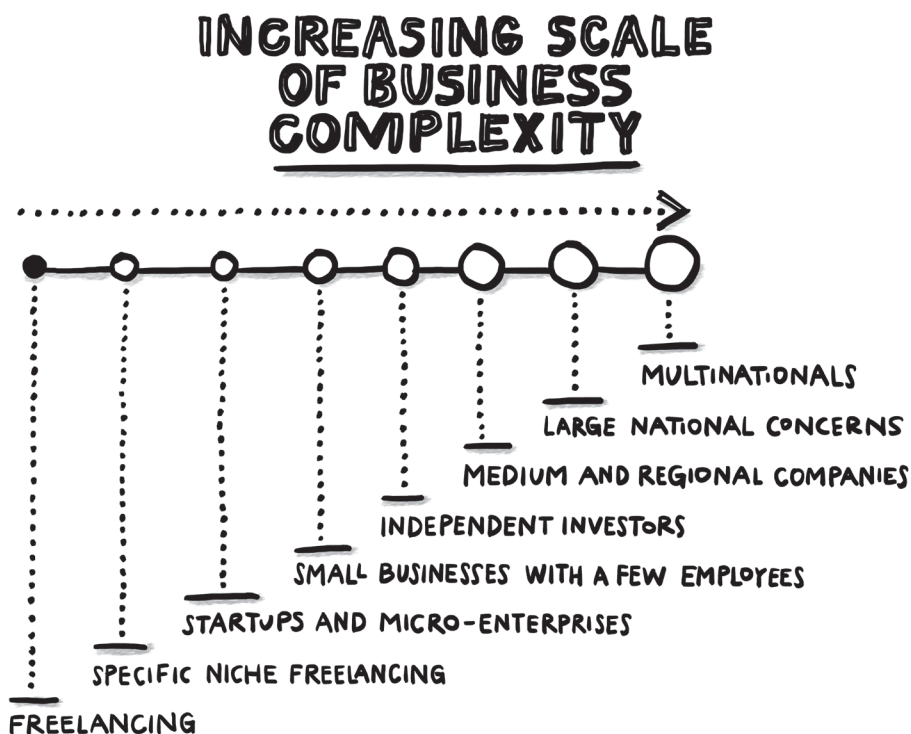 INCREASING SCALE
OF BUSINESS
COMPLEXITY
MULTINATIONALS
LARGE NATIONAL CONCERNS
MEDIUM AND REGIONAL COMPANIES
INDEPENDENT INVESTORS
SMALL BUSINESSES WITH A FEW EMPLOYEES
STARTUPS AND MICRO-ENTERPRISES
SPECIFIC NICHE FREELANCING
FREELANCING